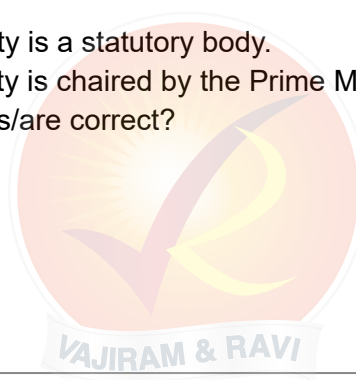 ty is a statutory body.
ty is chaired by the Prime M
s/are correct?
VAJIRAM & RAVI